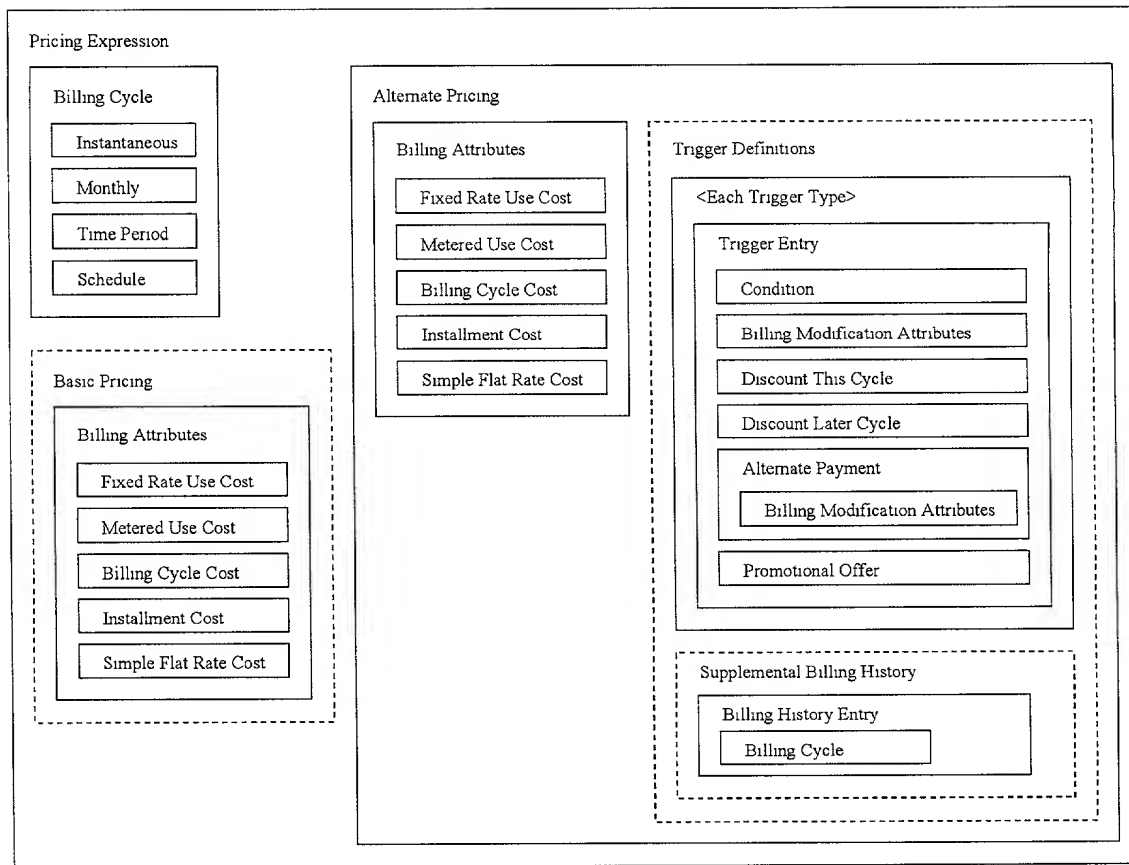 Pricing Expression
Billing Cycle
Instantaneous
Monthly
Time Period
Schedule
Basic Pricing
Billing Attributes
Fixed Rate Use Cost
Metered Use Cost
Billing Cycle Cost
Installment Cost
Simple Flat Rate Cost
Alternate Pricing
Billing Attributes
Fixed Rate Use Cost
Metered Use Cost
Billing Cycle Cost
Installment Cost
Simple Flat Rate Cost
Trigger Definitions
<Each Trigger Type>
Trigger Entry
Condition
Billing Modification Attributes
Discount This Cycle
Discount Later Cycle
Alternate Payment
Billing Modification Attributes
Promotional Offer
Supplemental Billing History
Billing History Entry
Billing Cycle